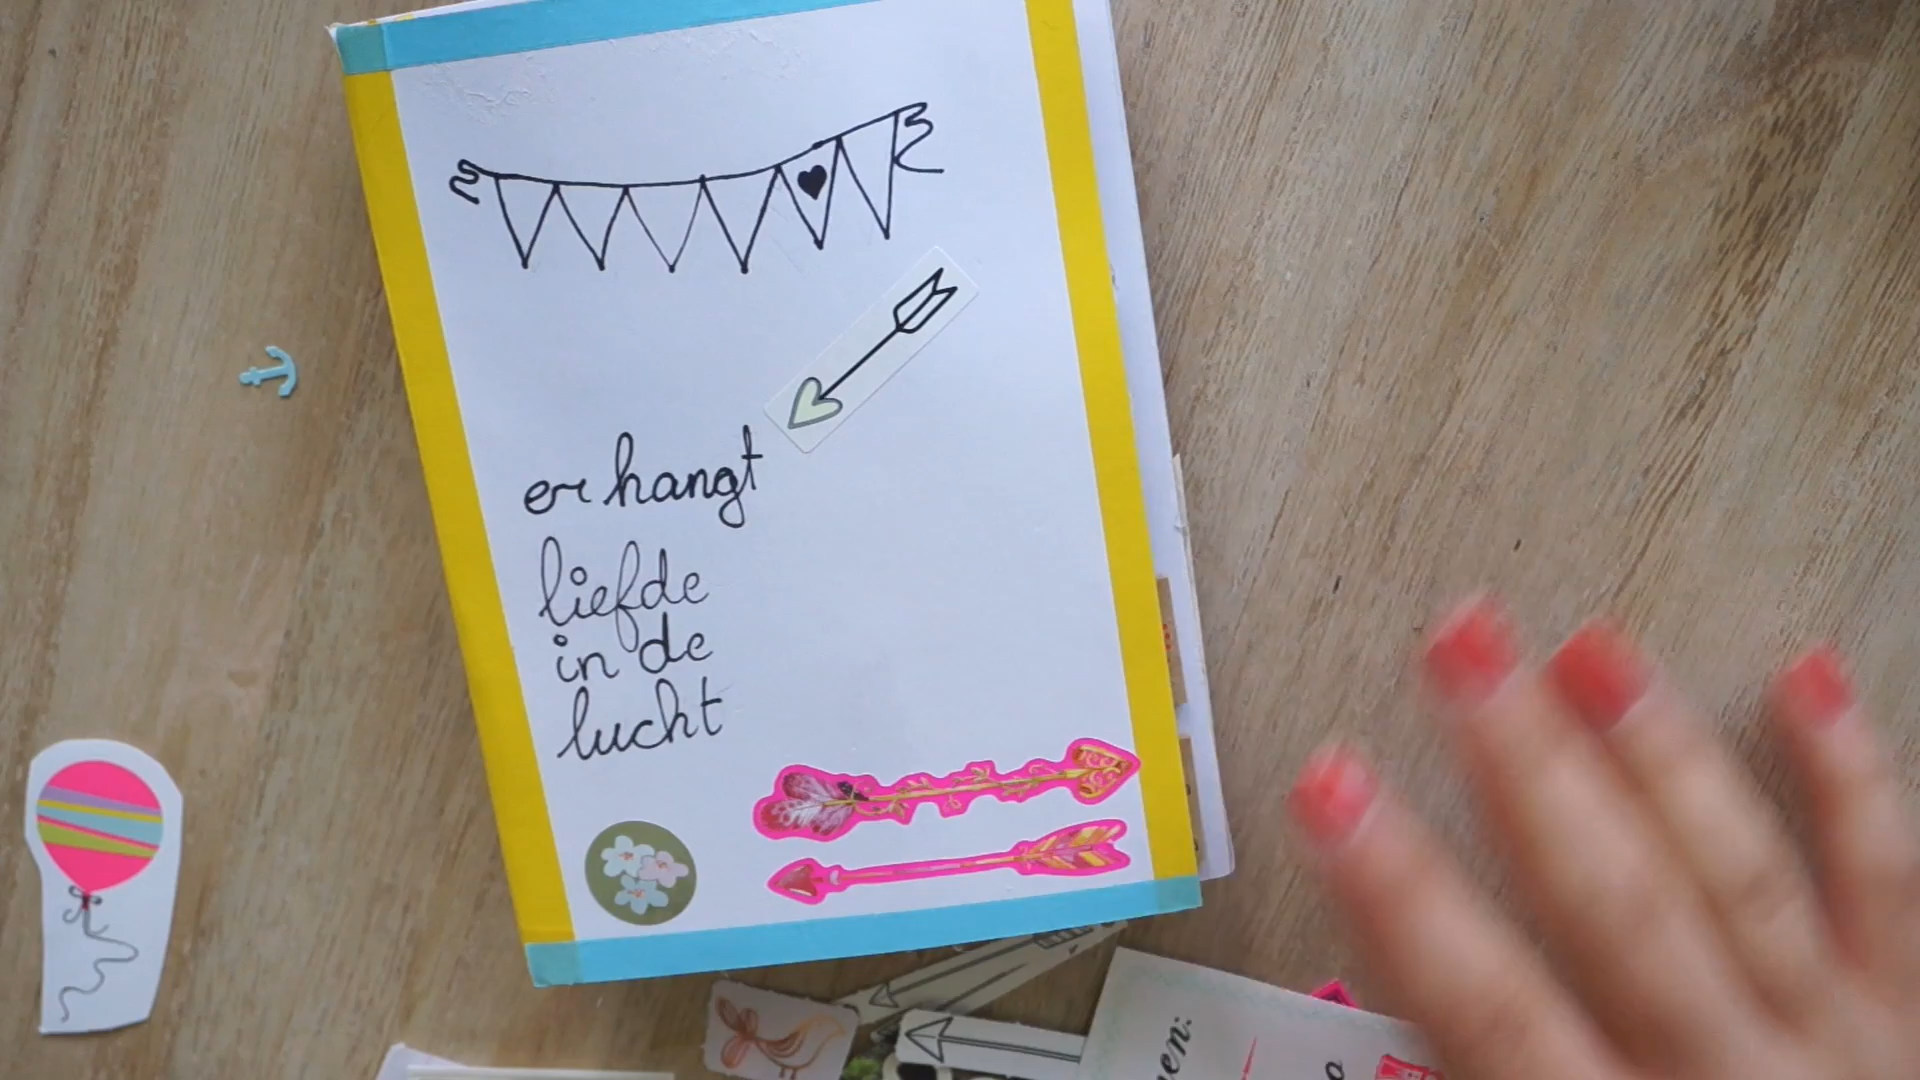 er hangt
liefde
in de
lucht